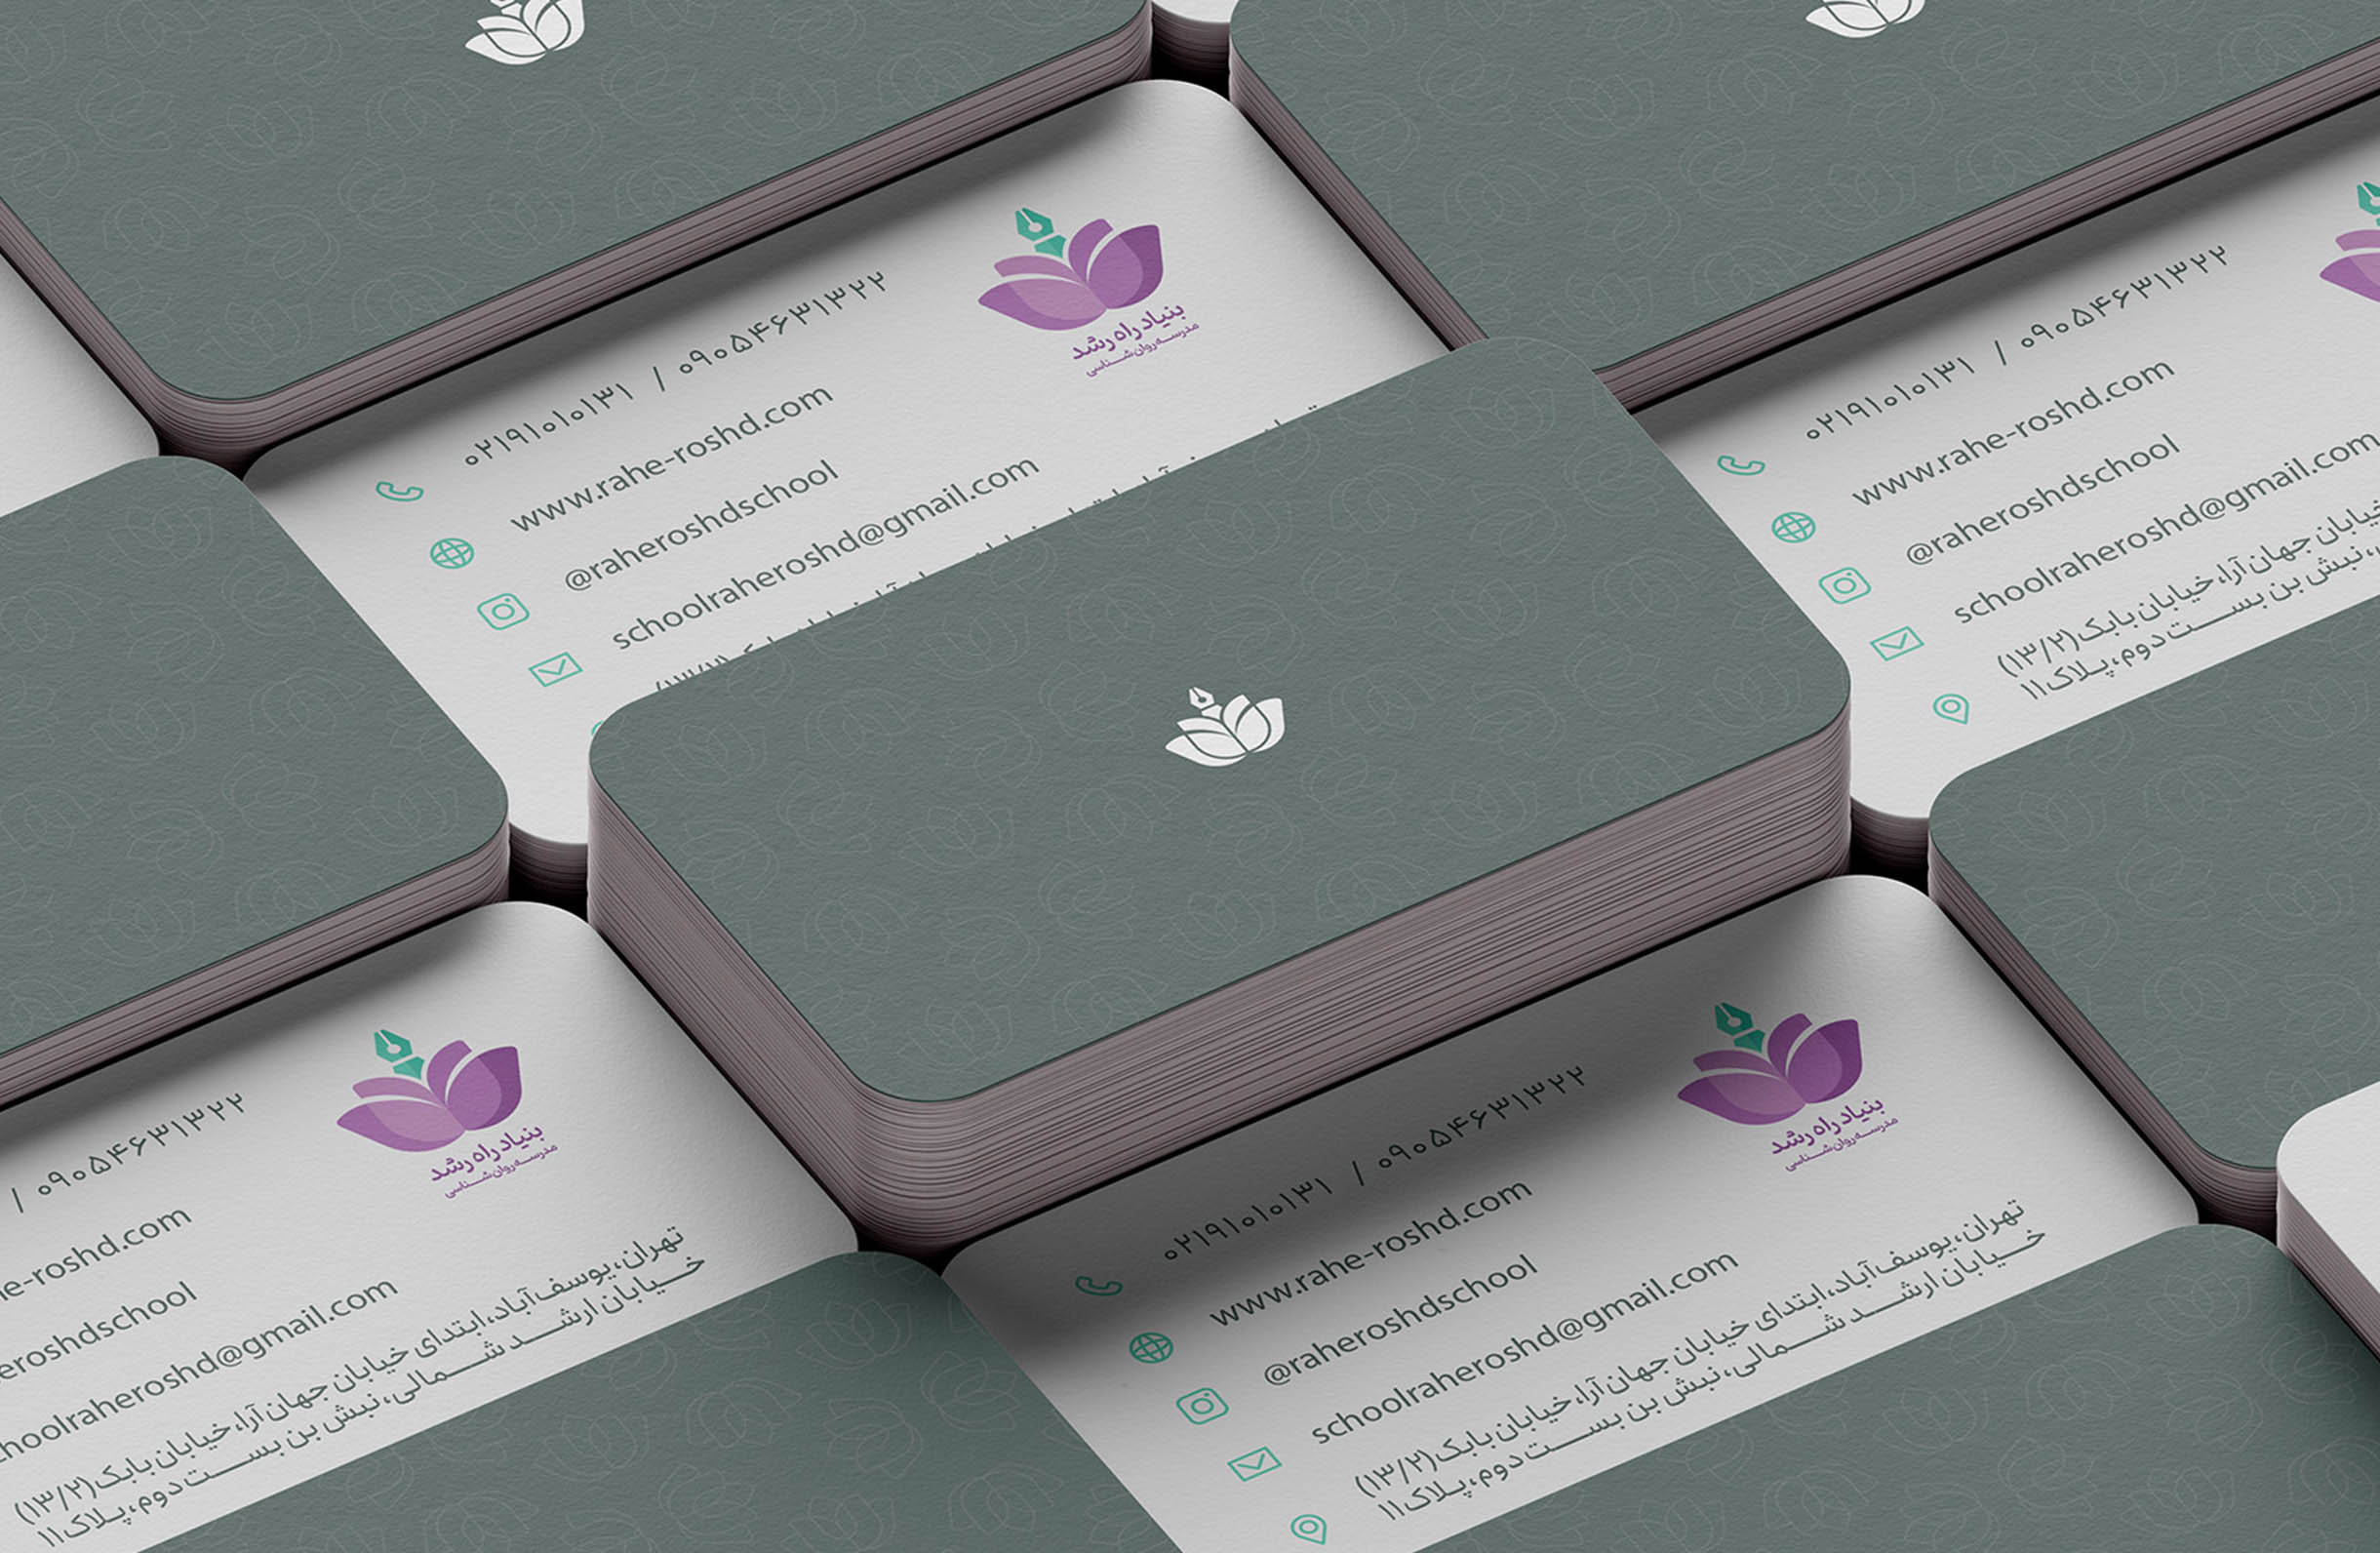 بنیاد راه رشد
مدرسه روان‌شناسی
۰۲۱۹۱۰۱۰۱۳۱ / ۰۹۰۵۴۶۳۱۳۲۲
www.rahe-roshd.com
@raheroshdschool
schoolraheroshd@gmail.com
(۱۳/۲)
۰۲۱۹۱۰۱۰۱۳۱ / ۰۹۰۵۴۶۳۱۳۲۲
www.rahe-roshd.com
@raheroshdschool
schoolraheroshd@gmail.com
خیابان جهان آرا، خیابان بابک (۱۳/۲)
نبش بن بست دوم، پلاک ۱۱
بنیاد راه رشد
مدرسه روان‌شناسی
/ ۰۹۰۵۴۶۳۱۳۲۲
he-roshd.com
eroshdschool
choolraheroshd@gmail.com
تهران، یوسف آباد، ابتدای خیابان جهان آرا، خیابان بابک (۱۳/۲)
خیابان ارشد شمالی، نبش بن بست دوم، پلاک ۱۱
بنیاد راه رشد
مدرسه روان‌شناسی
۰۲۱۹۱۰۱۰۱۳۱ / ۰۹۰۵۴۶۳۱۳۲۲
www.rahe-roshd.com
@raheroshdschool
schoolraheroshd@gmail.com
تهران، یوسف آباد، ابتدای خیابان جهان آرا، خیابان بابک (۱۳/۲)
خیابان ارشد شمالی، نبش بن بست دوم، پلاک ۱۱